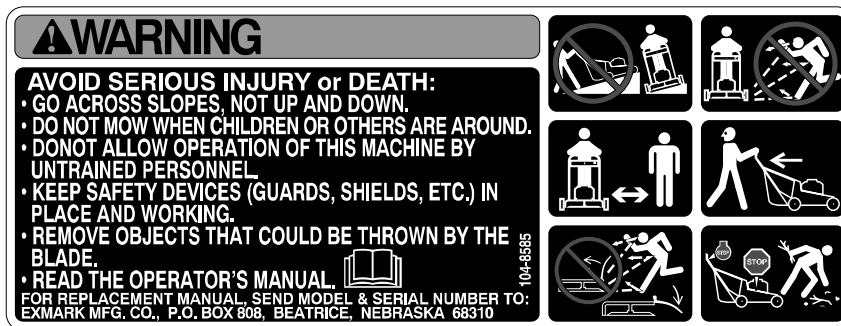 WARNING
AVOID SERIOUS INJURY or DEATH:
• GO ACROSS SLOPES, NOT UP AND DOWN.
• DO NOT MOW WHEN CHILDREN OR OTHERS ARE AROUND.
• DONOT ALLOW OPERATION OF THIS MACHINE BY
UNTRAINED PERSONNEL.
• KEEP SAFETY DEVICES (GUARDS, SHIELDS, ETC.) IN
PLACE AND WORKING.
• REMOVE OBJECTS THAT COULD BE THROWN BY THE
BLADE.
• READ THE OPERATOR'S MANUAL.
104-8585
FOR REPLACEMENT MANUAL, SEND MODEL & SERIAL NUMBER TO:
EXMARK MFG. CO., P.O. BOX 808, BEATRICE, NEBRASKA 68310
STOP
STOP